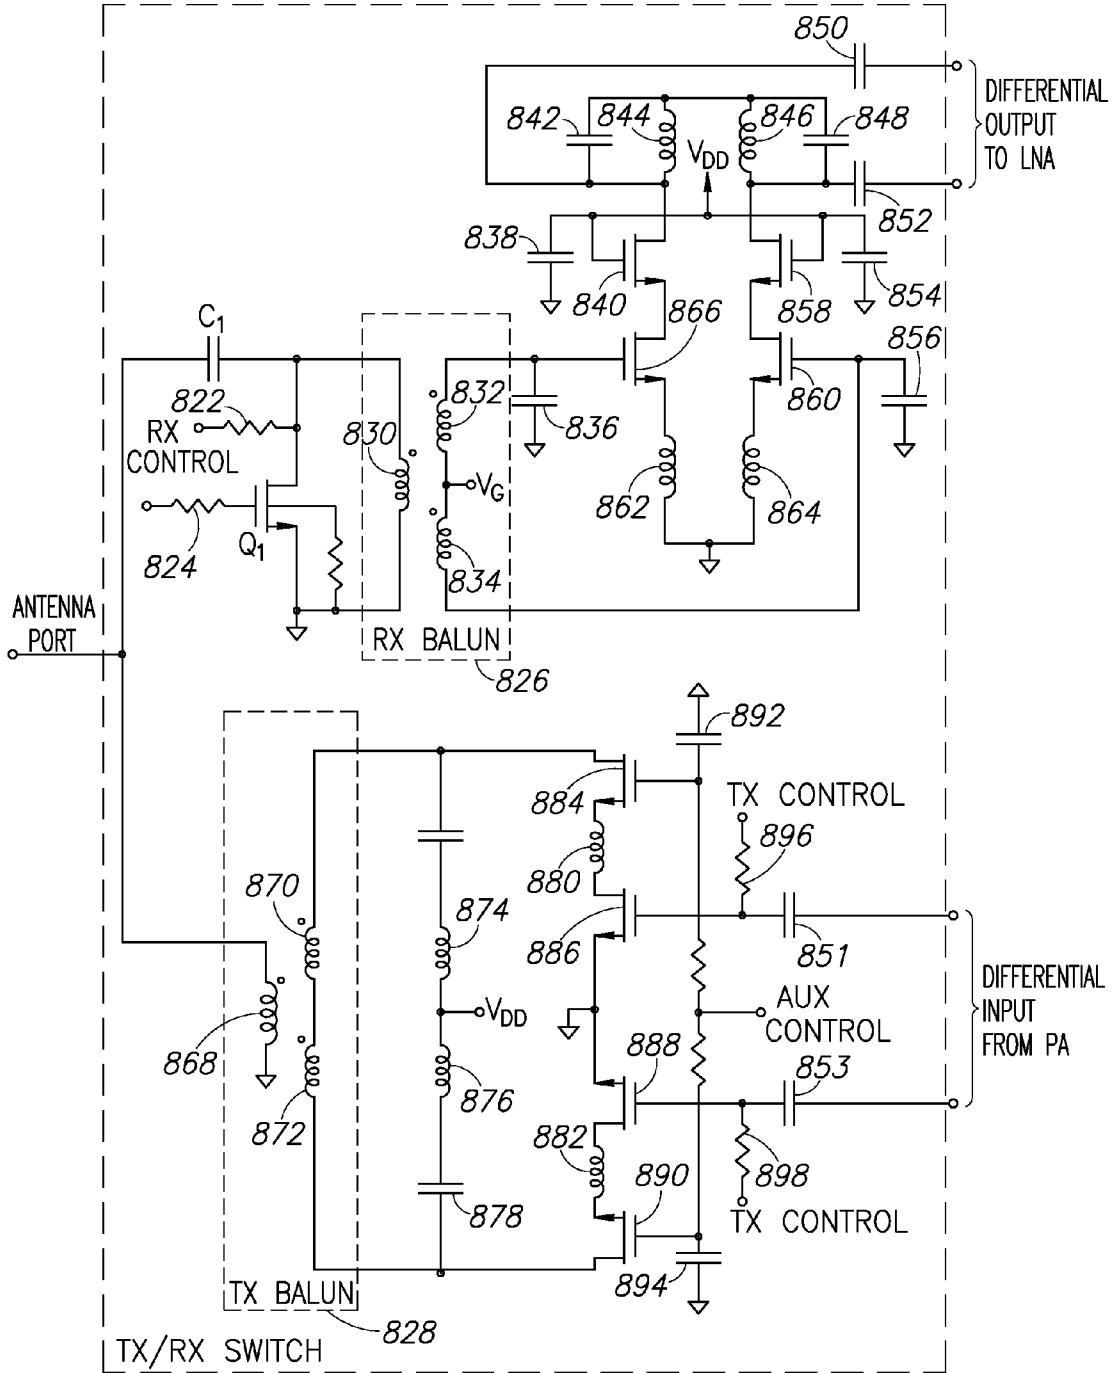 850
DIFFERENTIAL
OUTPUT
TO LNA
842
844
846
848
VDD
852
838
840
858
854
866
856
C1
822
RX
CONTROL
830
832
836
860
VG
862
864
Q1
824
834
ANTENNA
PORT
RX BALUN
826
892
TX CONTROL
884
896
880
870
874
886
851
DIFFERENTIAL
INPUT
FROM PA
VDD
AUX
CONTROL
868
888
853
876
872
882
890
898
878
TX CONTROL
894
TX BALUN
828
TX/RX SWITCH